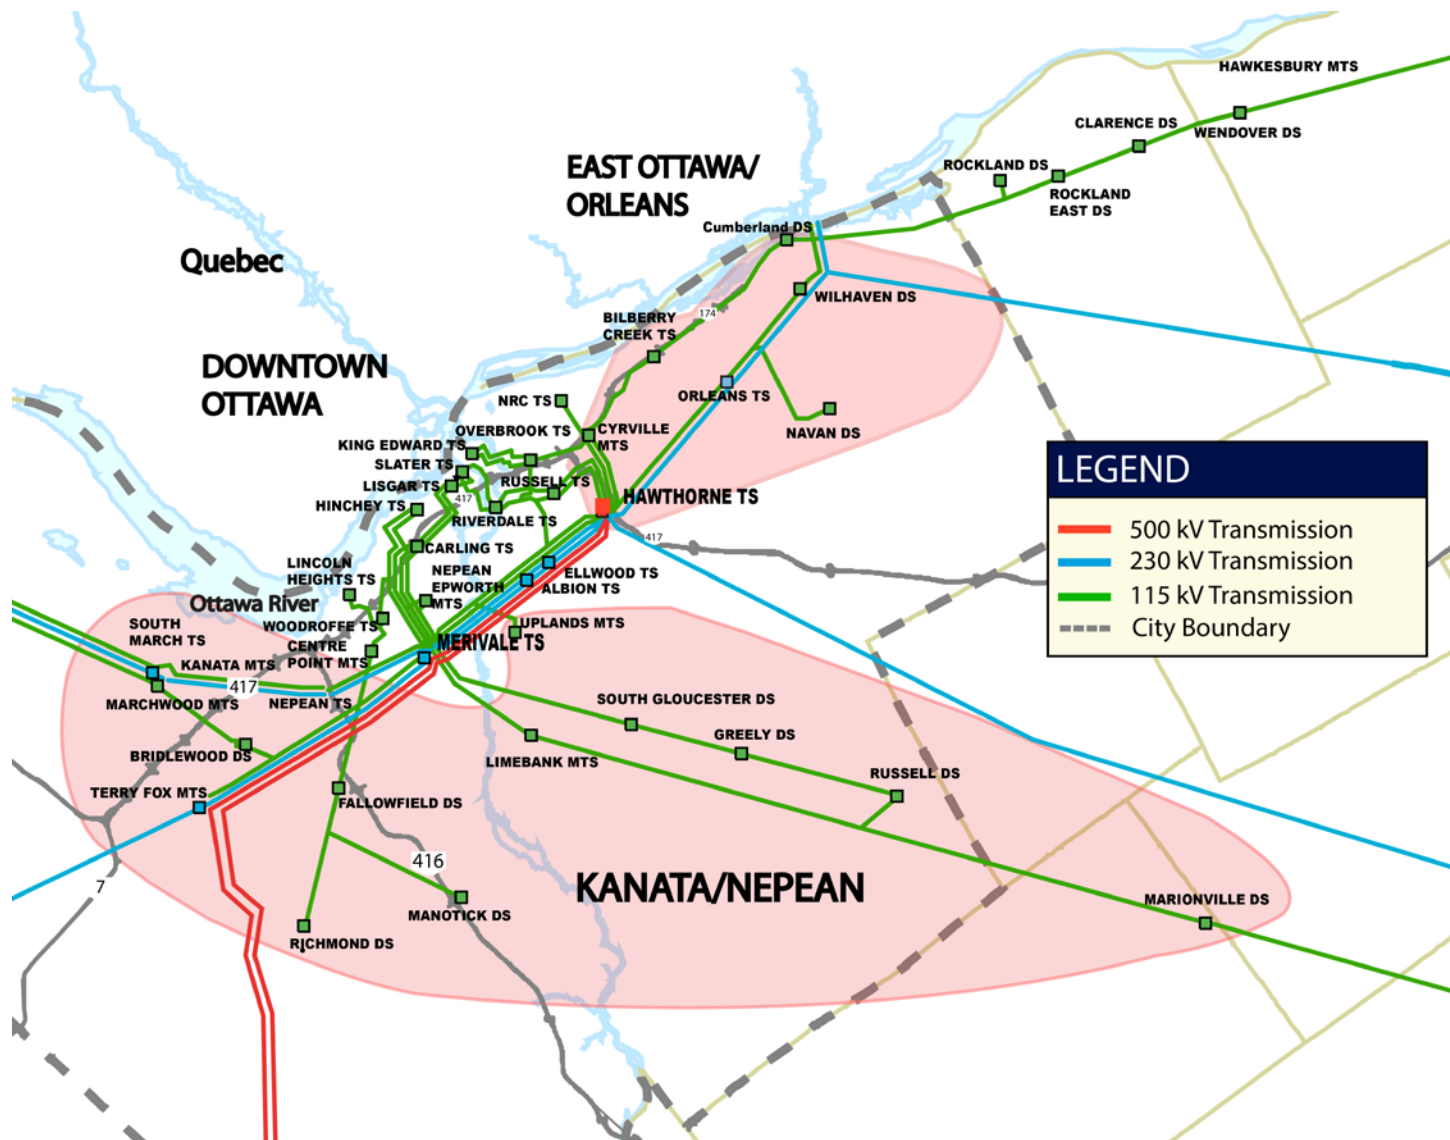 HAWKESBURY MTS
CLARENCE DS
WENDOVER DS
EAST OTTAWA/
ORLEANS
ROCKLAND DS
ROCKLAND
EAST DS
Cumberland DS
Quebec
WILHAVEN DS
174
BILBERRY
CREEK TS
DOWNTOWN
OTTAWA
ORLEANS TS
NRC TS
NAVAN DS
OVERBROOK TS
CYRVILLE
MTS
KING EDWARD TS
SLATER TS
LISGAR TS
RUSSELL TS
417
HAWTHORNE TS
HINCHEY TS
RIVERDALE TS
417
CARLING TS
LINCOLN
HEIGHTS TS
NEPEAN
EPWORTH
MTS
ELLWOOD TS
ALBION TS
Ottawa River
WOODROFFE TS
UPLANDS MTS
SOUTH
MARCH TS
CENTRE
POINT MTS
MERIVALE TS
KANATA MTS
417
MARCHWOOD MTS
NEPEAN TS
SOUTH GLOUCESTER DS
GREELY DS
BRIDLEWOOD DS
LIMEBANK MTS
RUSSELL DS
TERRY FOX MTS
FALLOWFIELD DS
416
7
KANATA/NEPEAN
MANOTICK DS
MARIONVILLE DS
RICHMOND DS
LEGEND
500 kV Transmission
230 kV Transmission
115 kV Transmission
City Boundary